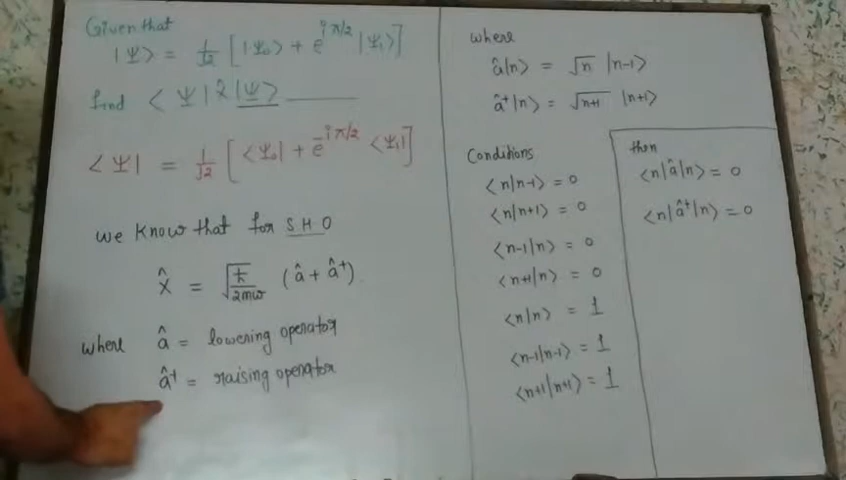 Given that
|Ψ⟩ = 1/√2 [|Ψ₀⟩ + e^{iπ/2} |Ψ₁⟩]
find ⟨Ψ|x̂|Ψ⟩
⟨Ψ| = 1/√2 [⟨Ψ₀| + e^{-iπ/2} ⟨Ψ₁|]
we know that for SHO
x̂ = √(ħ/2mω) (â + â⁺)
where â = lowering operator
â⁺ = raising operator
where
â|n⟩ = √n |n-1⟩
â⁺|n⟩ = √n+1 |n+1⟩
Conditions
⟨n|n-1⟩ = 0
⟨n|n+1⟩ = 0
⟨n-1|n⟩ = 0
⟨n+1|n⟩ = 0
⟨n|n⟩ = 1
⟨n-1|n-1⟩ = 1
⟨n+1|n+1⟩ = 1
then
⟨n|â|n⟩ = 0
⟨n|â⁺|n⟩ = 0